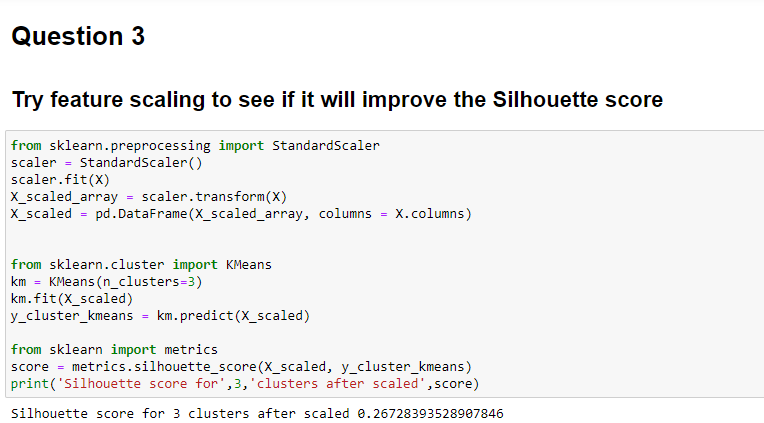 Question 3
Try feature scaling to see if it will improve the Silhouette score
from sklearn.preprocessing import StandardScaler
scaler = StandardScaler()
scaler.fit(X)
X_scaled_array = scaler.transform(X)
X_scaled = pd.DataFrame(X_scaled_array, columns = X.columns)
from sklearn.cluster import KMeans
km = KMeans(n_clusters=3)
km.fit(X_scaled)
y_cluster_kmeans = km.predict(X_scaled)
from sklearn import metrics
score = metrics.silhouette_score(X_scaled, y_cluster_kmeans)
print('Silhouette score for',3,'clusters after scaled',score)
Silhouette score for 3 clusters after scaled 0.26728393528907846